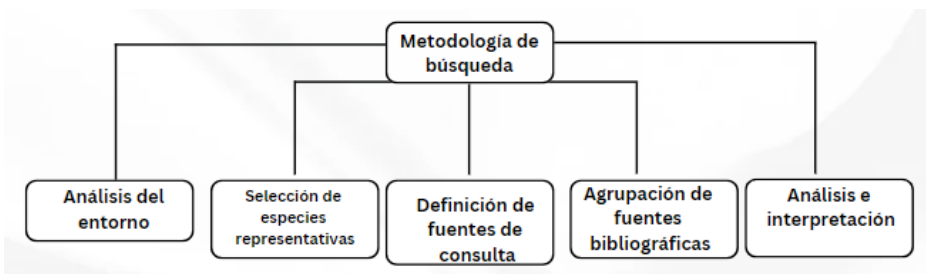 Metodología de
búsqueda
Análisis del
entorno
Selección de
especies
representativas
Definición de
fuentes de
consulta
Agrupación de
fuentes
bibliográficas
Análisis e
interpretación